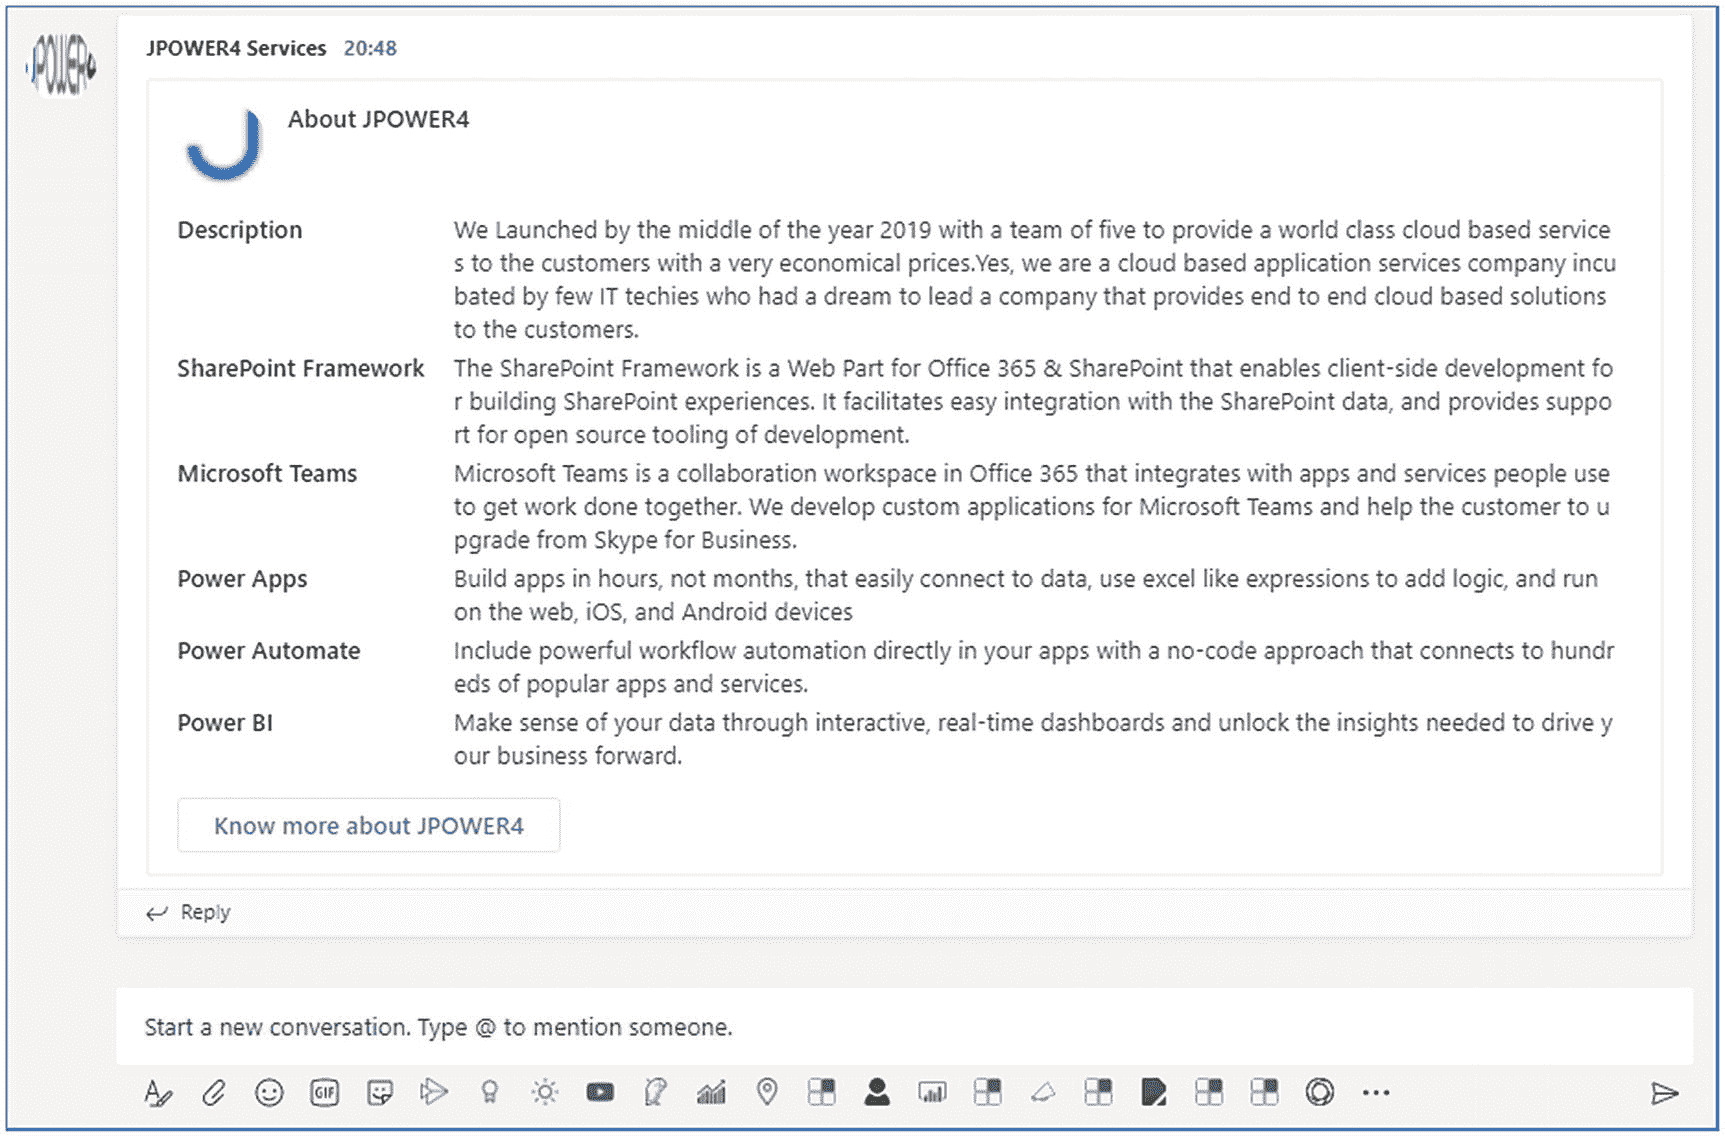 JPOWER4
JPOWER4 Services 20:48
About JPOWER4
Description We Launched by the middle of the year 2019 with a team of five to provide a world class cloud based service
s to the customers with a very economical prices.Yes, we are a cloud based application services company incu
bated by few IT techies who had a dream to lead a company that provides end to end cloud based solutions
to the customers.
SharePoint Framework The SharePoint Framework is a Web Part for Office 365 & SharePoint that enables client-side development fo
r building SharePoint experiences. It facilitates easy integration with the SharePoint data, and provides suppo
rt for open source tooling of development.
Microsoft Teams Microsoft Teams is a collaboration workspace in Office 365 that integrates with apps and services people use
to get work done together. We develop custom applications for Microsoft Teams and help the customer to u
pgrade from Skype for Business.
Power Apps Build apps in hours, not months, that easily connect to data, use excel like expressions to add logic, and run
on the web, iOS, and Android devices
Power Automate Include powerful workflow automation directly in your apps with a no-code approach that connects to hundr
eds of popular apps and services.
Power BI Make sense of your data through interactive, real-time dashboards and unlock the insights needed to drive y
our business forward.
Know more about JPOWER4
Reply
Start a new conversation. Type @ to mention someone.
GIF